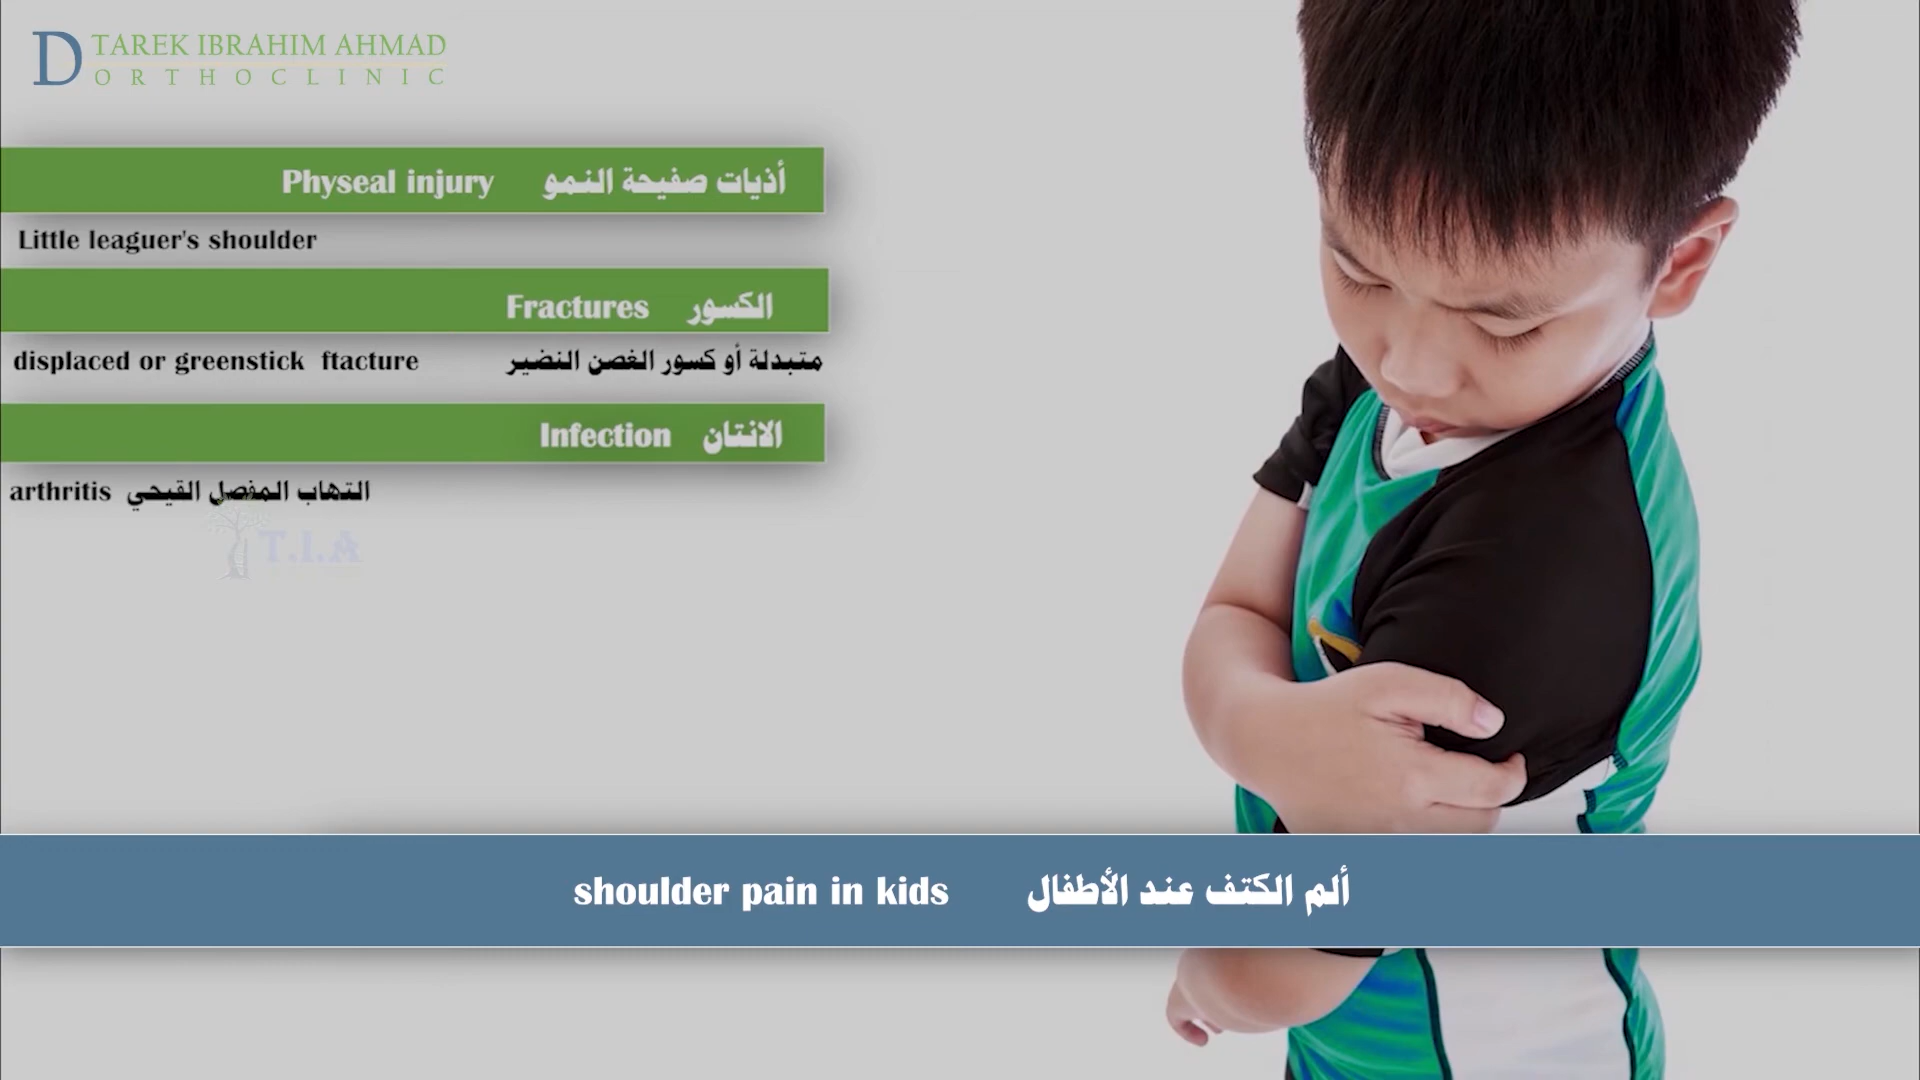 D TAREK IBRAHIM AHMAD
ORTHOCLINIC
Physeal injury أذيات صفيحة النمو
Little leaguer's shoulder
Fractures الكسور
displaced or greenstick ftacture متبدلة أو كسور الغصن النضير
Infection الانتان
arthritis التهاب المفصل القيحي
T.I.A
shoulder pain in kids ألم الكتف عند الأطفال